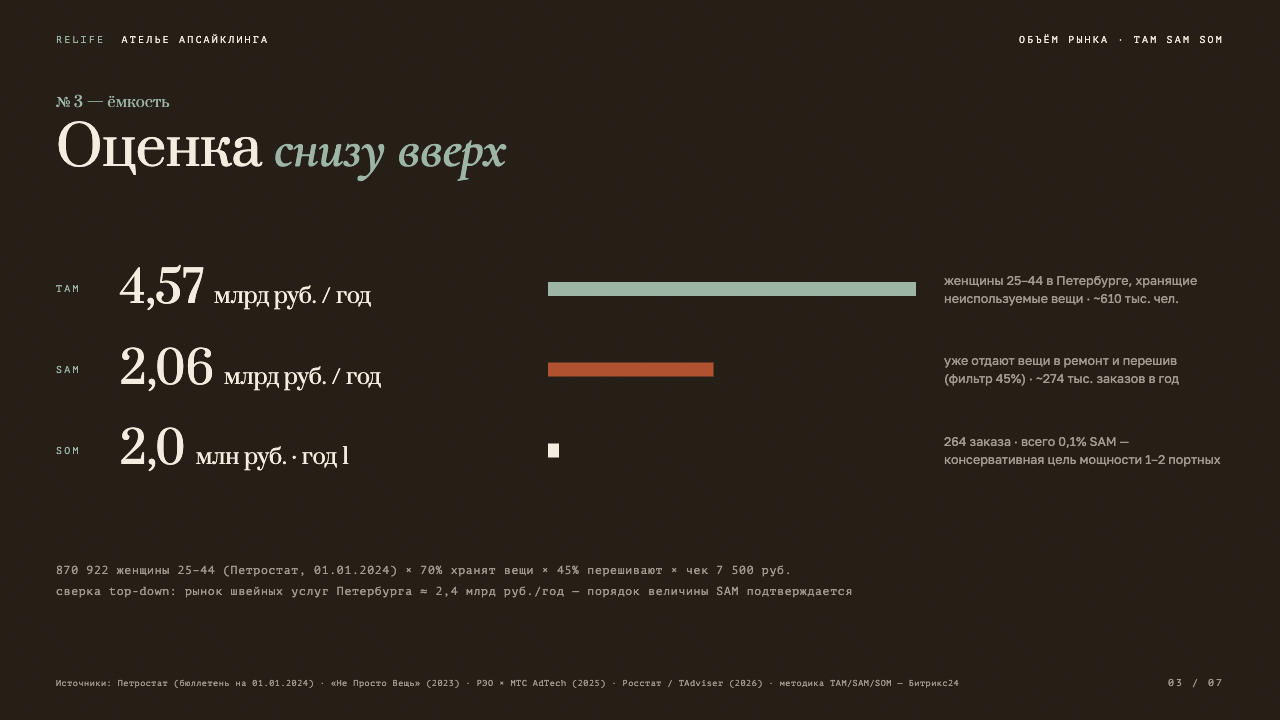 RELIFE АТЕЛЬЕ АПСАЙКЛИНГА
ОБЪЁМ РЫНКА · TAM SAM SOM
№ 3 — ёмкость
Оценка снизу вверх
TAM
4,57 млрд руб. / год
женщины 25–44 в Петербурге, хранящие
неиспользуемые вещи · ~610 тыс. чел.
SAM
2,06 млрд руб. / год
уже отдают вещи в ремонт и перешив
(фильтр 45%) · ~274 тыс. заказов в год
SOM
2,0 млн руб. · год 1
264 заказа · всего 0,1% SAM —
консервативная цель мощности 1–2 портных
870 922 женщины 25–44 (Петростат, 01.01.2024) × 70% хранят вещи × 45% перешивают × чек 7 500 руб.
сверка top-down: рынок швейных услуг Петербурга ≈ 2,4 млрд руб./год — порядок величины SAM подтверждается
Источники: Петростат (бюллетень на 01.01.2024) · «Не Просто Вещь» (2023) · РЭО × МТС AdTech (2025) · Росстат / TAdviser (2026) · методика TAM/SAM/SOM — Битрикс24
03 / 07